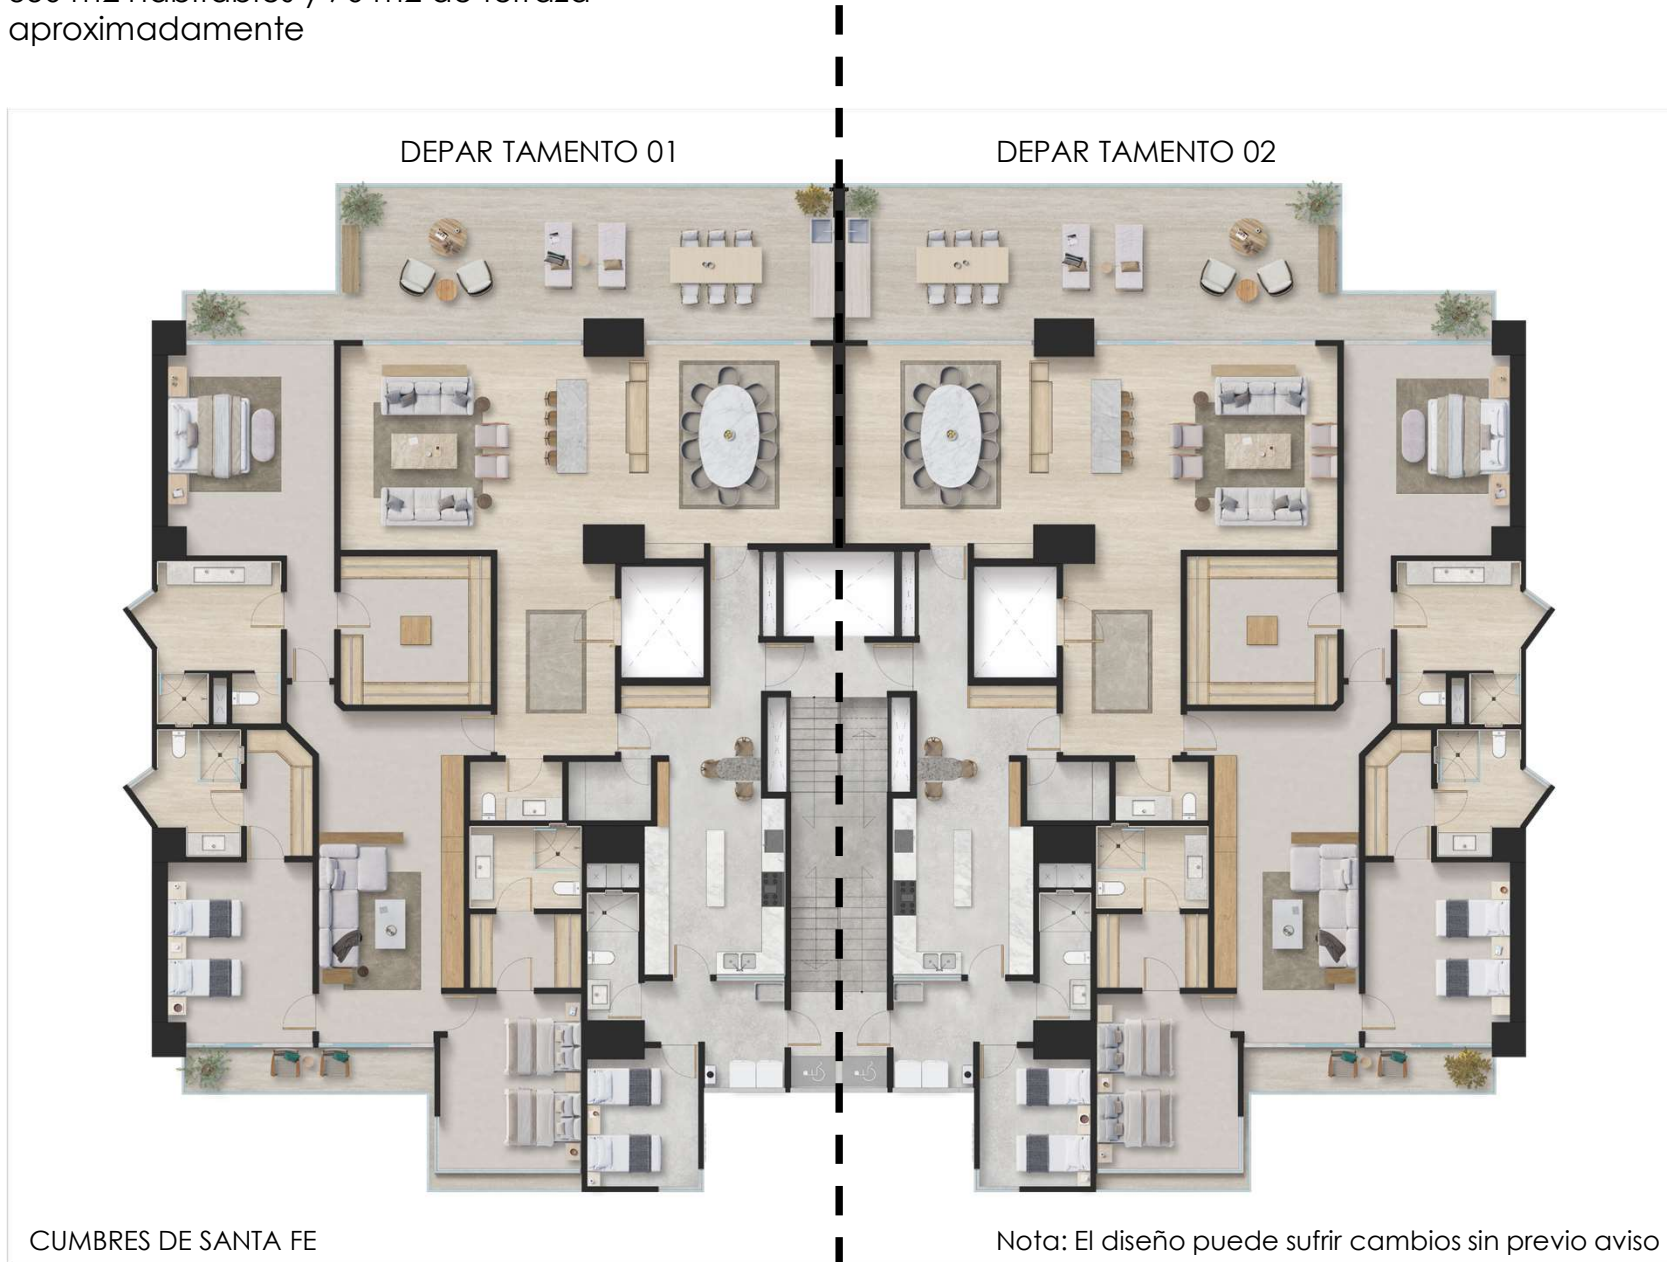 aproximadamente
DEPAR TAMENTO 01
DEPAR TAMENTO 02
CUMBRES DE SANTA FE
Nota: El diseño puede sufrir cambios sin previo aviso